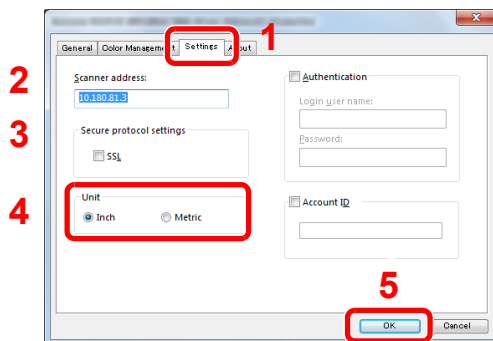 1
General Color Management Settings About
2
Scanner address:
10.180.81.3
Authentication
Login user name:
Password:
3
Secure protocol settings
SSL
4
Unit
Inch Metric
Account ID
5
OK Cancel